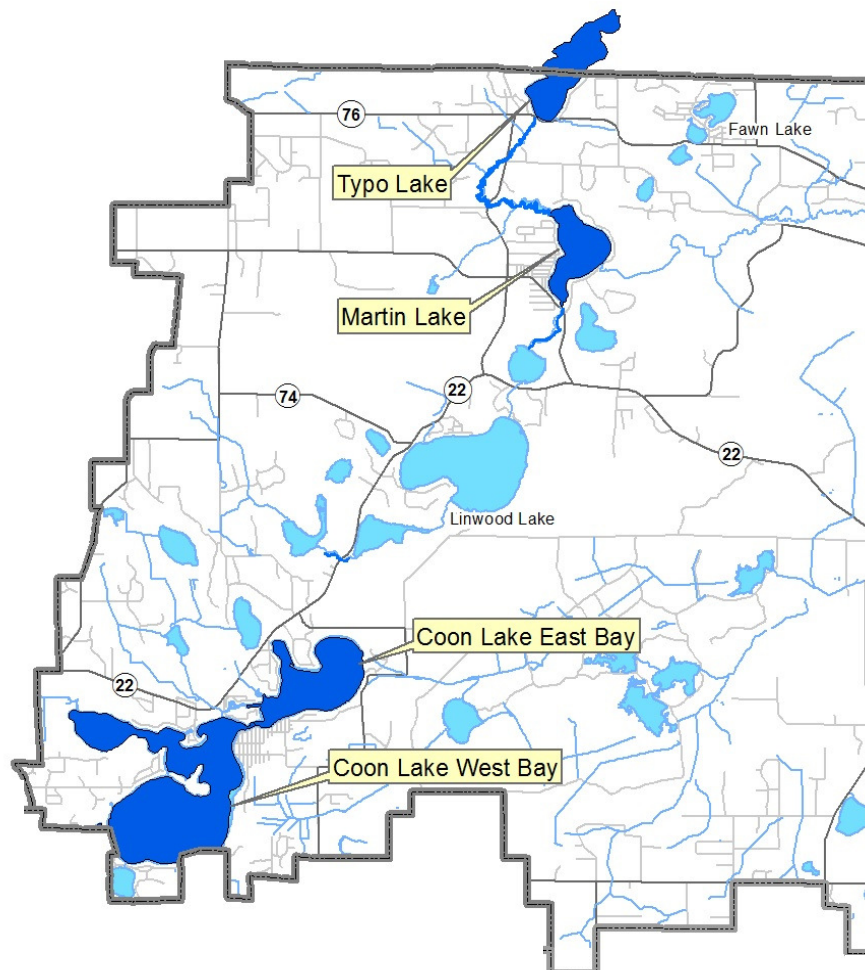 76
Fawn Lake
Typo Lake
Martin Lake
74
22
22
Linwood Lake
Coon Lake East Bay
22
Coon Lake West Bay